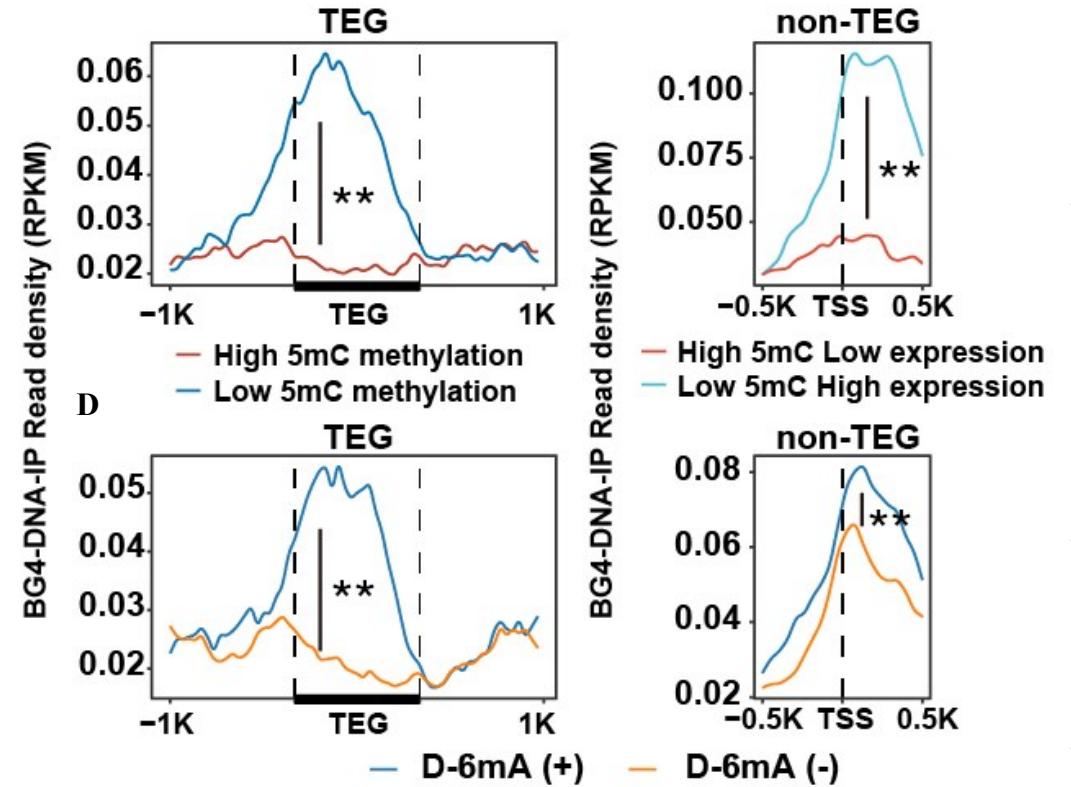 TEG
non-TEG
BG4-DNA-IP Read density (RPKM)
0.06
0.05
0.04
0.03
0.02
**
−1K
TEG
1K
High 5mC methylation
Low 5mC methylation
BG4-DNA-IP Read density (RPKM)
0.100
0.075
0.050
**
−0.5K
TSS
0.5K
High 5mC Low expression
Low 5mC High expression
D
TEG
non-TEG
0.05
0.04
0.03
0.02
**
−1K
TEG
1K
0.08
0.06
0.04
0.02
**
−0.5K
TSS
0.5K
D-6mA (+)
D-6mA (-)